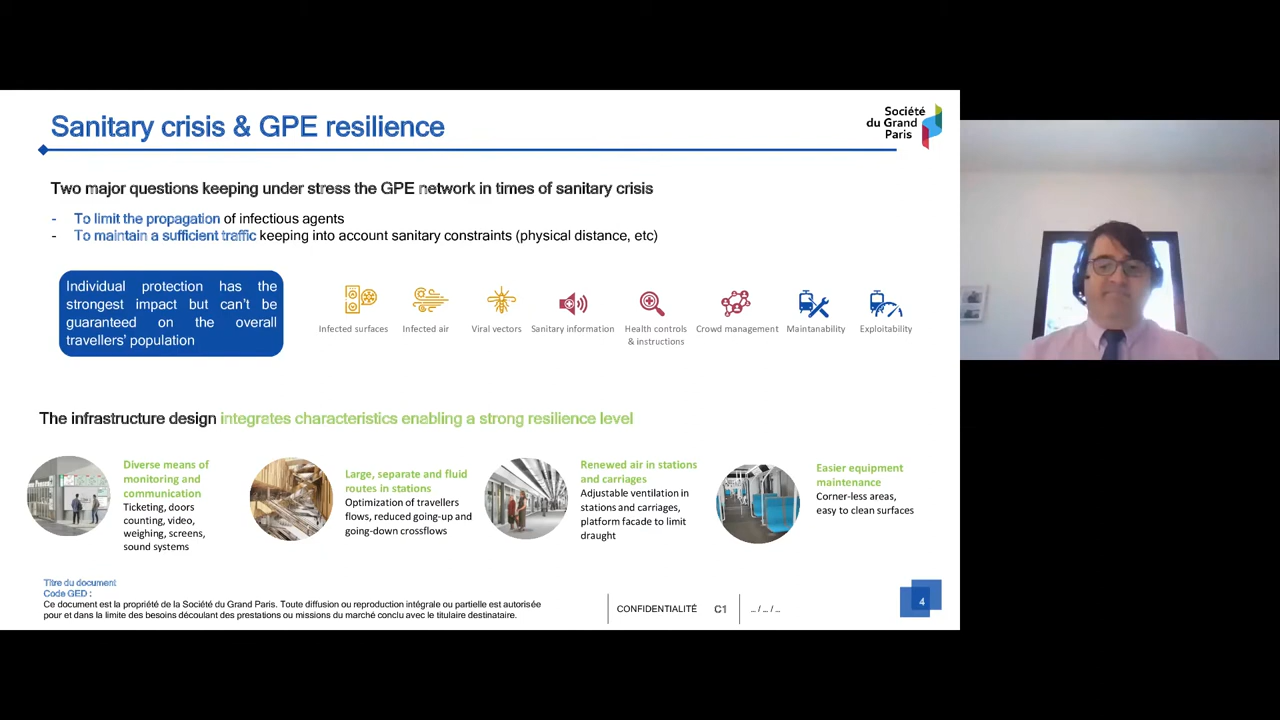 Sanitary crisis & GPE resilience
Société
du Grand
Paris
Two major questions keeping under stress the GPE network in times of sanitary crisis
- To limit the propagation of infectious agents
- To maintain a sufficient traffic keeping into account sanitary constraints (physical distance, etc)
Individual protection has the
strongest impact but can't be
guaranteed on the overall
travellers' population
Infected surfaces
Infected air
Viral vectors
Sanitary information
Health controls
& instructions
Crowd management
Maintanability
Exploitability
The infrastructure design integrates characteristics enabling a strong resilience level
Diverse means of
monitoring and
communication
Ticketing, doors
counting, video,
weighing, screens,
sound systems
Large, separate and fluid
routes in stations
Optimization of travellers
flows, reduced going-up and
going-down crossflows
Renewed air in stations
and carriages
Adjustable ventilation in
stations and carriages,
platform facade to limit
draught
Easier equipment
maintenance
Corner-less areas,
easy to clean surfaces
Titre du document
Code GED :
Ce document est la propriété de la Société du Grand Paris. Toute diffusion ou reproduction intégrale ou partielle est autorisée
pour et dans la limite des besoins découlant des prestations ou missions du marché conclu avec le titulaire destinataire.
CONFIDENTIALITÉ C1 .. / .. / ..
4